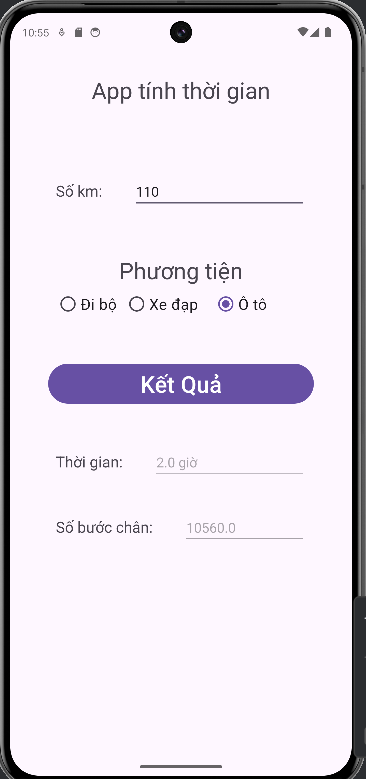 10:55
App tính thời gian
Số km: 110
Phương tiện
Đi bộ Xe đạp Ô tô
Kết Quả
Thời gian: 2.0 giờ
Số bước chân: 10560.0